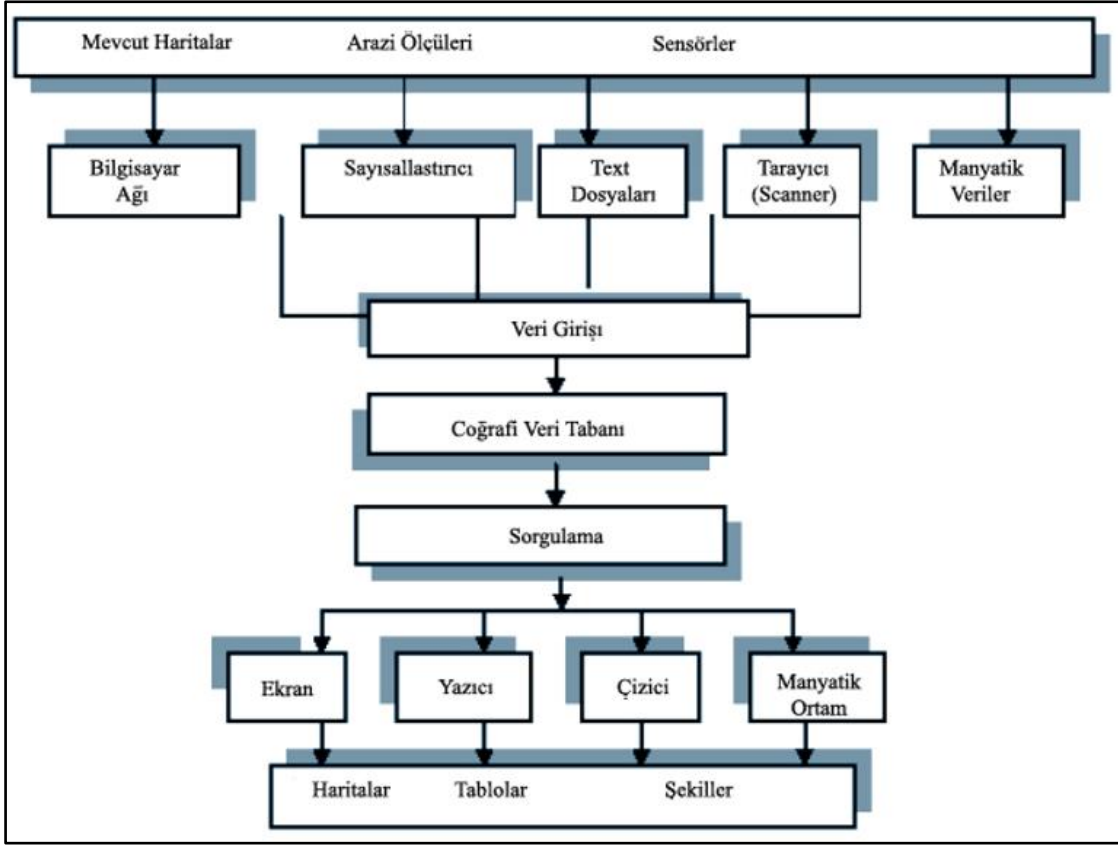 Mevcut Haritalar Arazi Ölçüleri Sensörler
Bilgisayar
Ağı
Sayısallastırıcı
Text
Dosyaları
Tarayıcı
(Scanner)
Manyatik
Veriler
Veri Girişı
Coğrafi Veri Tabanı
Sorgulama
Ekran
Yazıcı
Çizici
Manyatik
Ortam
Haritalar Tablolar Şekiller